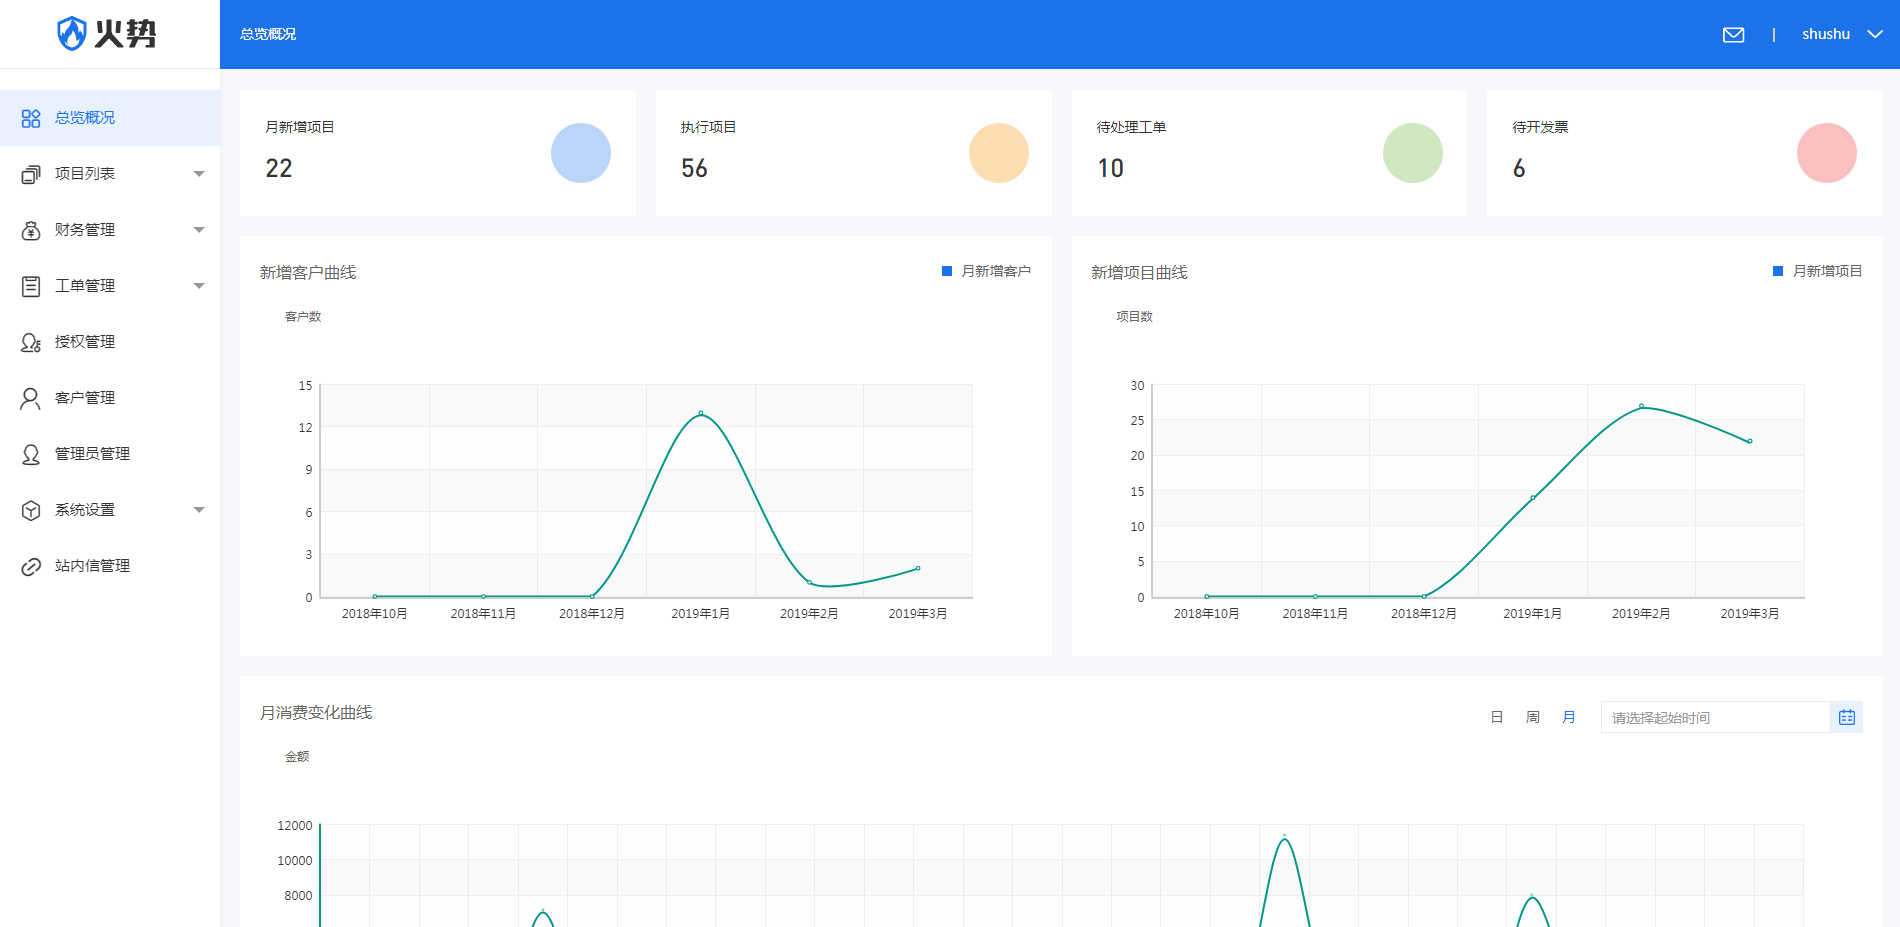 火势
总览概况
shushu
总览概况
项目列表
财务管理
工单管理
授权管理
客户管理
管理员管理
系统设置
站内信管理
月新增项目
22
执行项目
56
待处理工单
10
待开发票
6
新增客户曲线
月新增客户
客户数
15
12
9
6
3
0
2018年10月 2018年11月 2018年12月 2019年1月 2019年2月 2019年3月
新增项目曲线
月新增项目
项目数
30
25
20
15
10
5
0
2018年10月 2018年11月 2018年12月 2019年1月 2019年2月 2019年3月
月消费变化曲线
日 周 月
请选择起始时间
金额
12000
10000
8000